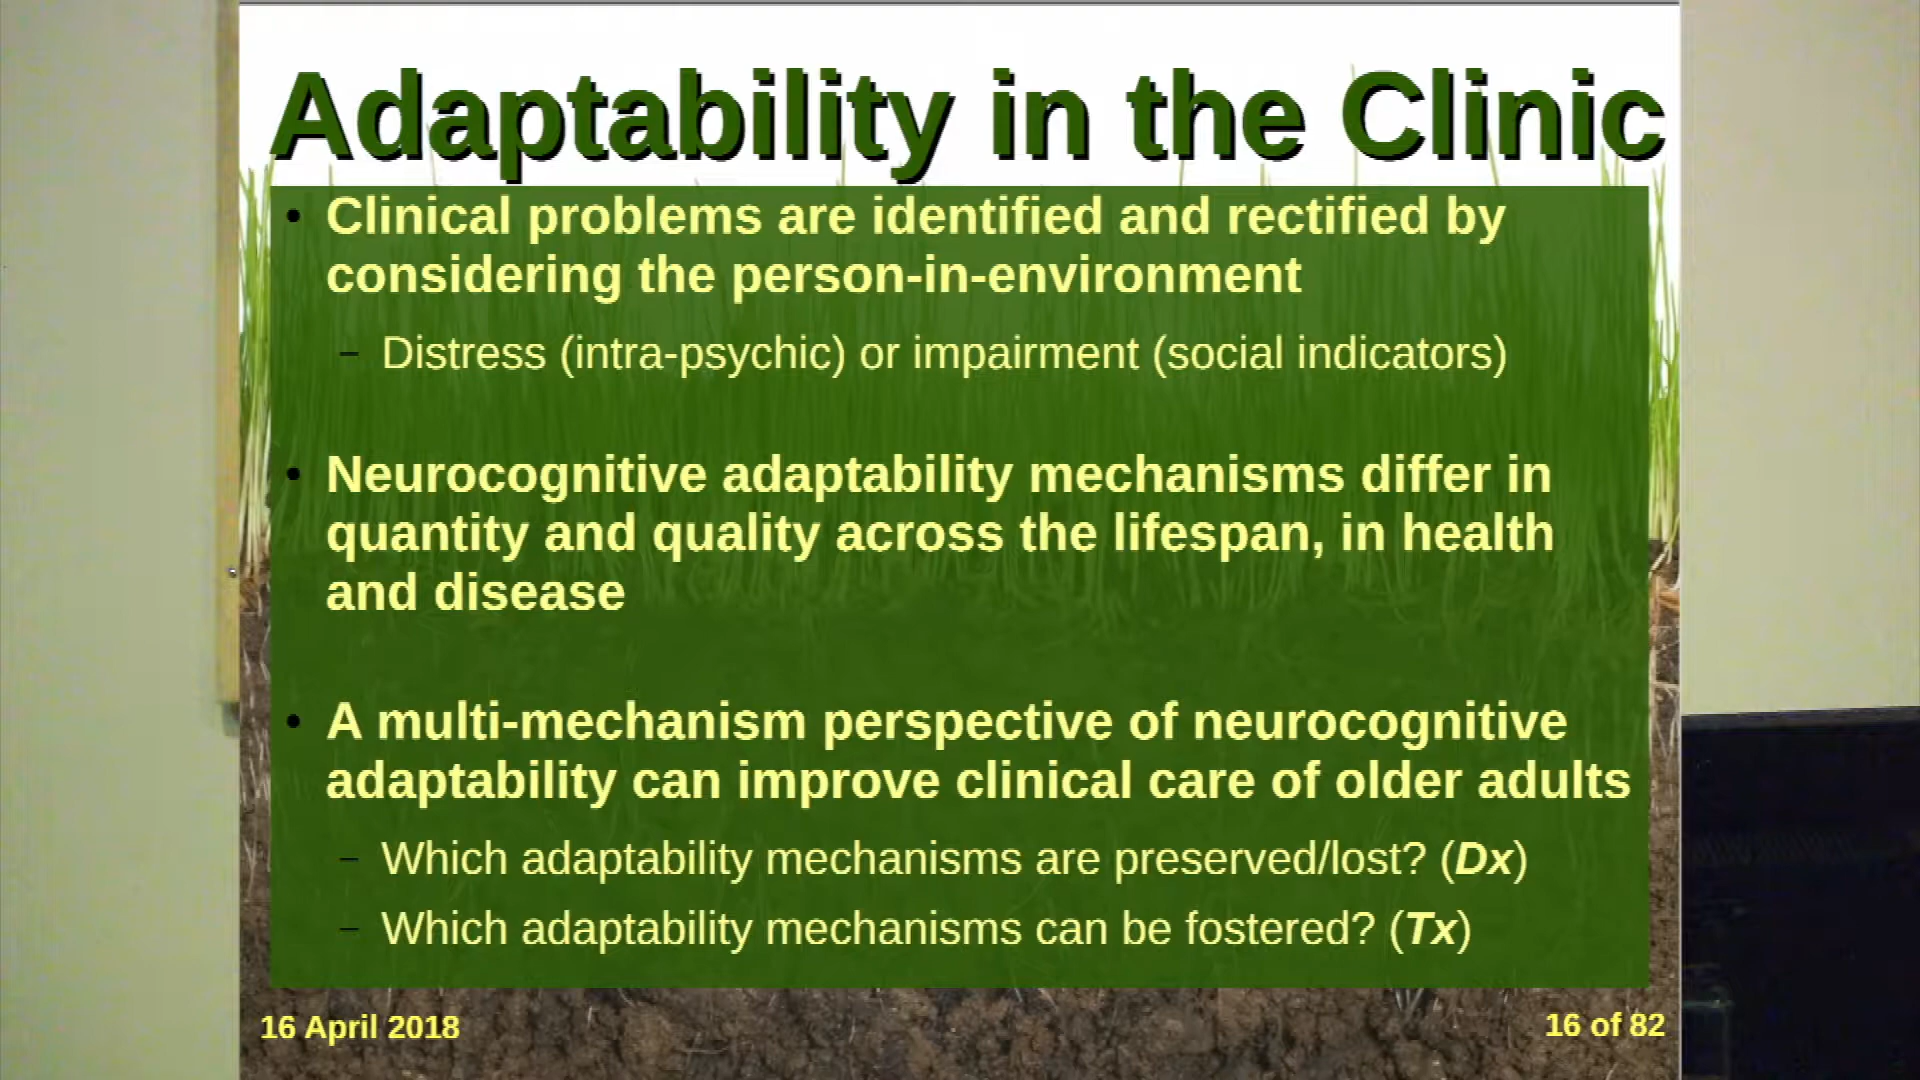 Adaptability in the Clinic
• Clinical problems are identified and rectified by
considering the person-in-environment
– Distress (intra-psychic) or impairment (social indicators)
• Neurocognitive adaptability mechanisms differ in
quantity and quality across the lifespan, in health
and disease
• A multi-mechanism perspective of neurocognitive
adaptability can improve clinical care of older adults
– Which adaptability mechanisms are preserved/lost? (Dx)
– Which adaptability mechanisms can be fostered? (Tx)
16 April 2018
16 of 82